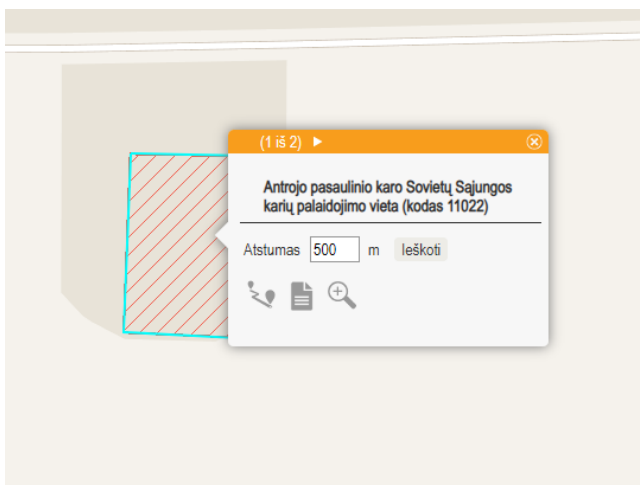 (1 iš 2)
Antrojo pasaulinio karo Sovietų Sąjungos
karių palaidojimo vieta (kodas 11022)
Atstumas 500 m Ieškoti